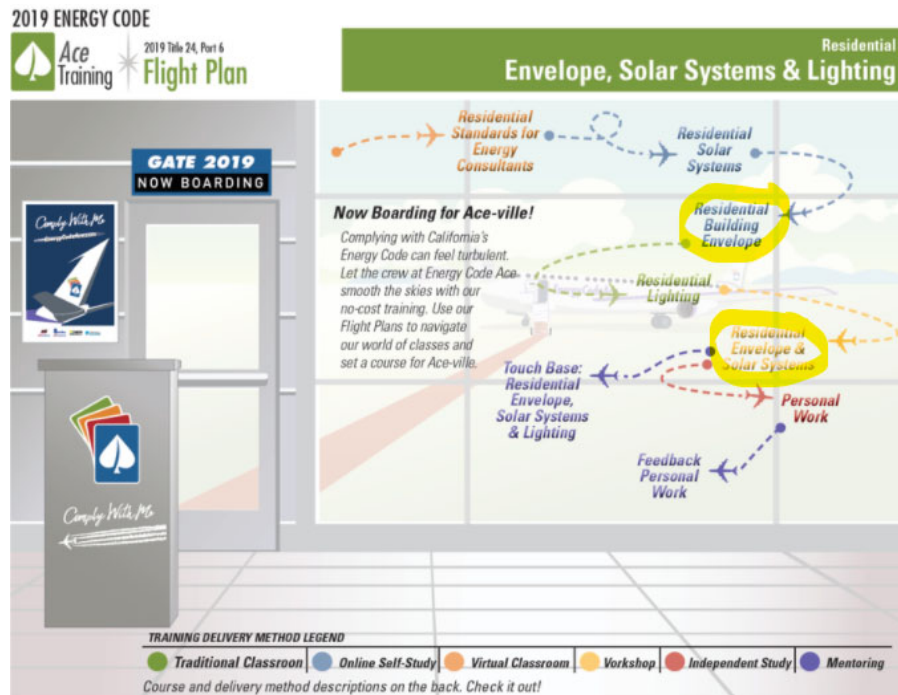 2019 ENERGY CODE
Ace
Training
2019 Title 24, Part 6
Flight Plan
Residential
Envelope, Solar Systems & Lighting
GATE 2019
NOW BOARDING
Comply With Me
Residential
Standards for
Energy
Consultants
Residential
Solar
Systems
Residential
Building
Envelope
Now Boarding for Ace-ville!
Complying with California's
Energy Code can feel turbulent.
Let the crew at Energy Code Ace
smooth the skies with our
no-cost training. Use our
Flight Plans to navigate
our world of classes and
set a course for Ace-ville.
Residential
Lighting
Residential
Envelope &
Solar Systems
Touch Base:
Residential
Envelope,
Solar Systems
& Lighting
Personal
Work
Feedback
Personal
Work
Comply With Me
TRAINING DELIVERY METHOD LEGEND
Traditional Classroon
Online Self-Study
Virtual Classroom
Vorkshop
Independent Study
Mentoring
Course and delivery method descriptions on the back. Check it out!